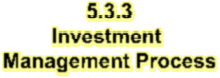 5.3.3
Investment
Management Process